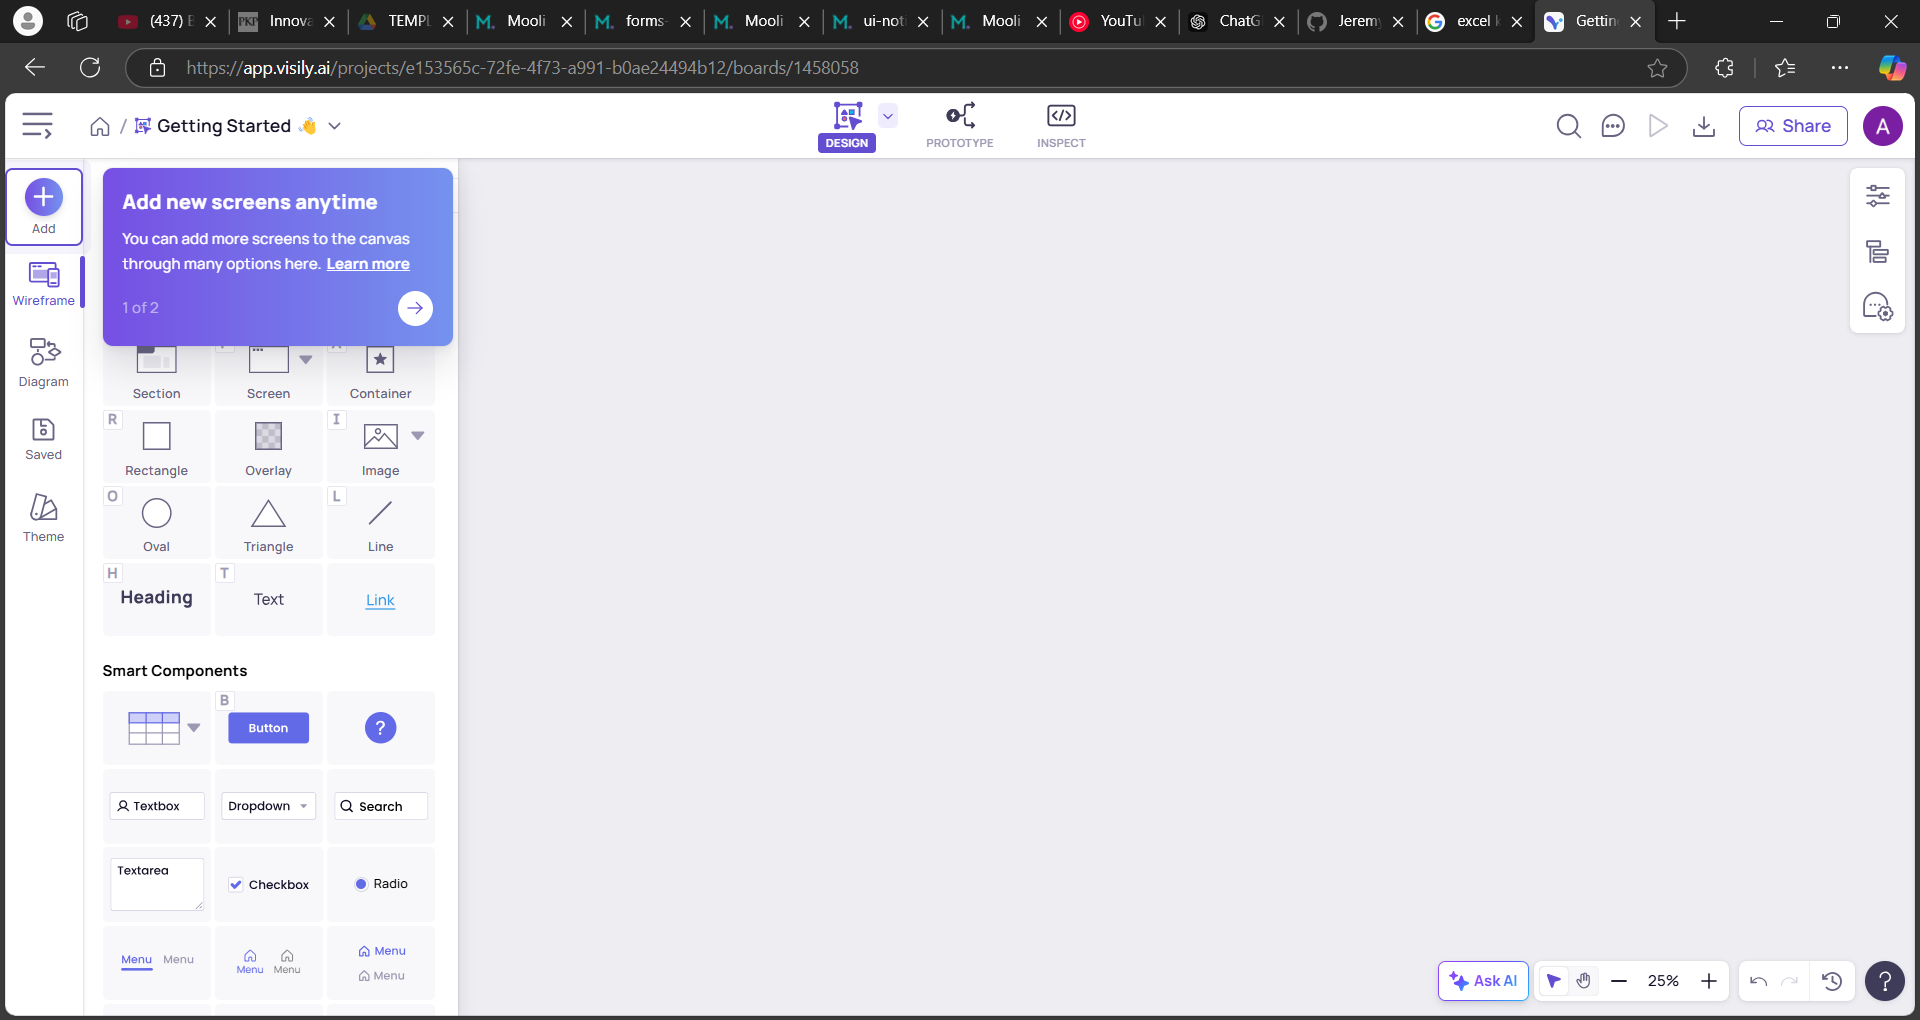 (437) E
Innova
TEMPL
Mooli
forms-
Mooli
ui-noti
Mooli
YouTu
ChatG
Jeremy
excel k
Getting
https://app.visily.ai/projects/e153565c-72fe-4f73-a991-b0ae24494b12/boards/1458058
/ Getting Started 👋
DESIGN
PROTOTYPE
INSPECT
Share
A
Add
Wireframe
Diagram
Saved
Theme
Add new screens anytime
You can add more screens to the canvas
through many options here. Learn more
1 of 2
Section
Screen
Container
R
Rectangle
Overlay
I
Image
O
Oval
Triangle
L
Line
H
Heading
T
Text
Link
Smart Components
B
Button
?
Textbox
Dropdown
Search
Textarea
Checkbox
Radio
Menu Menu
Menu Menu
Menu
Menu
Ask AI
25%
?